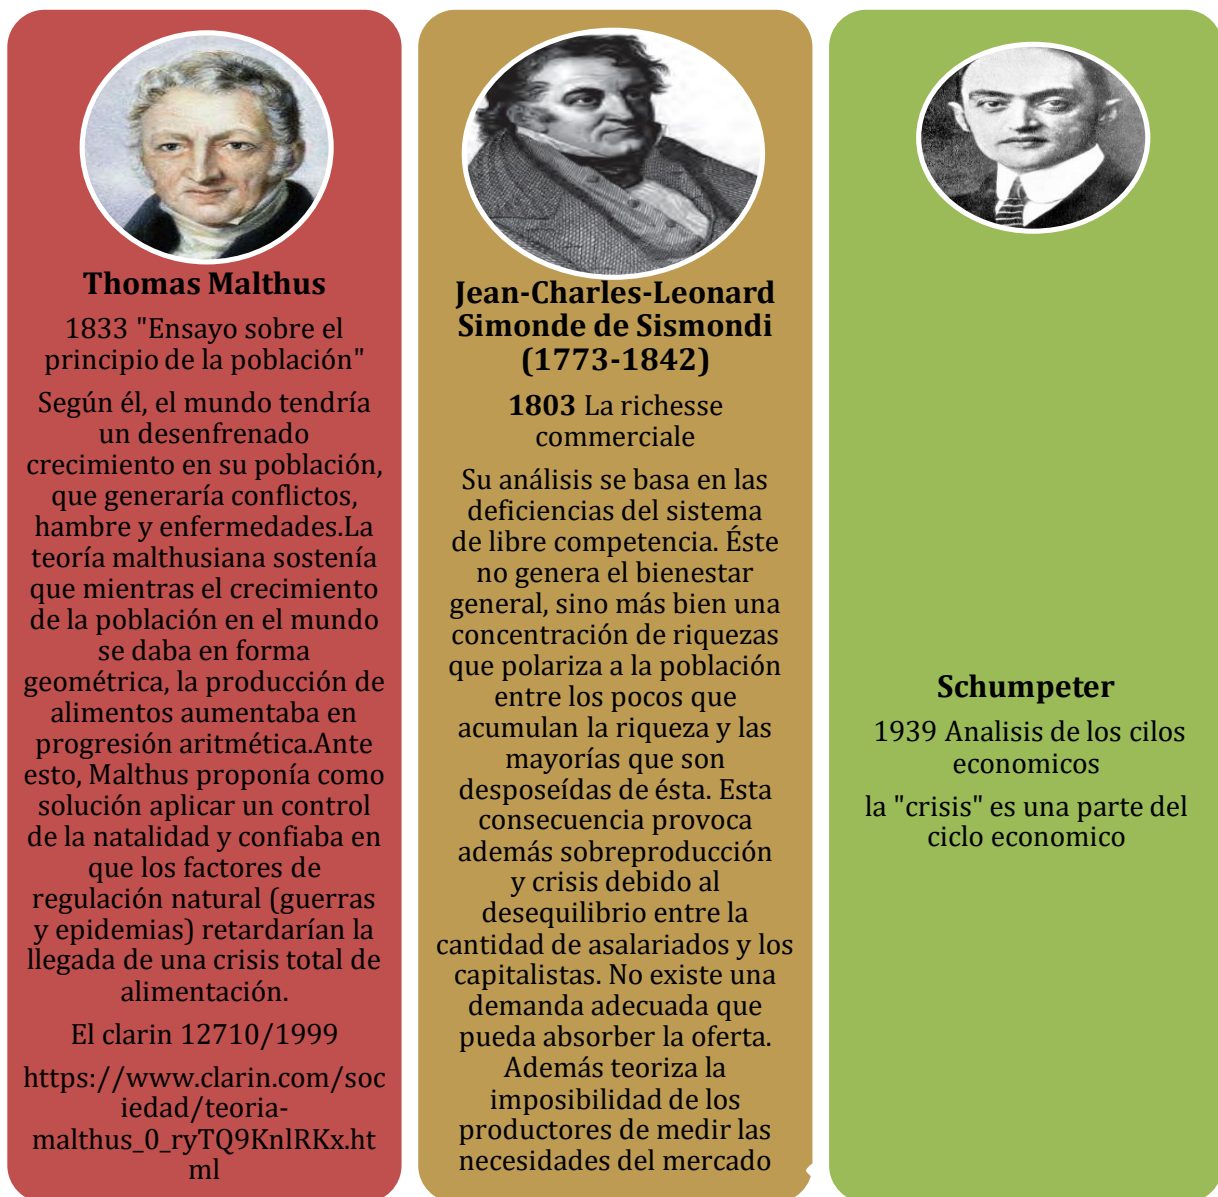 Thomas Malthus
1833 "Ensayo sobre el
principio de la población"
Según él, el mundo tendría
un desenfrenado
crecimiento en su población,
que generaría conflictos,
hambre y enfermedades.La
teoría malthusiana sostenía
que mientras el crecimiento
de la población en el mundo
se daba en forma
geométrica, la producción de
alimentos aumentaba en
progresión aritmética.Ante
esto, Malthus proponía como
solución aplicar un control
de la natalidad y confiaba en
que los factores de
regulación natural (guerras
y epidemias) retardarían la
llegada de una crisis total de
alimentación.
El clarin 12710/1999
https://www.clarin.com/soc
iedad/teoria-
malthus_0_ryTQ9KnlRKx.ht
ml
Jean-Charles-Leonard
Simonde de Sismondi
(1773-1842)
1803 La richesse
commerciale
Su análisis se basa en las
deficiencias del sistema
de libre competencia. Éste
no genera el bienestar
general, sino más bien una
concentración de riquezas
que polariza a la población
entre los pocos que
acumulan la riqueza y las
mayorías que son
desposeídas de ésta. Esta
consecuencia provoca
además sobreproducción
y crisis debido al
desequilibrio entre la
cantidad de asalariados y los
capitalistas. No existe una
demanda adecuada que
pueda absorber la oferta.
Además teoriza la
imposibilidad de los
productores de medir las
necesidades del mercado
Schumpeter
1939 Analisis de los cilos
economicos
la "crisis" es una parte del
ciclo economico